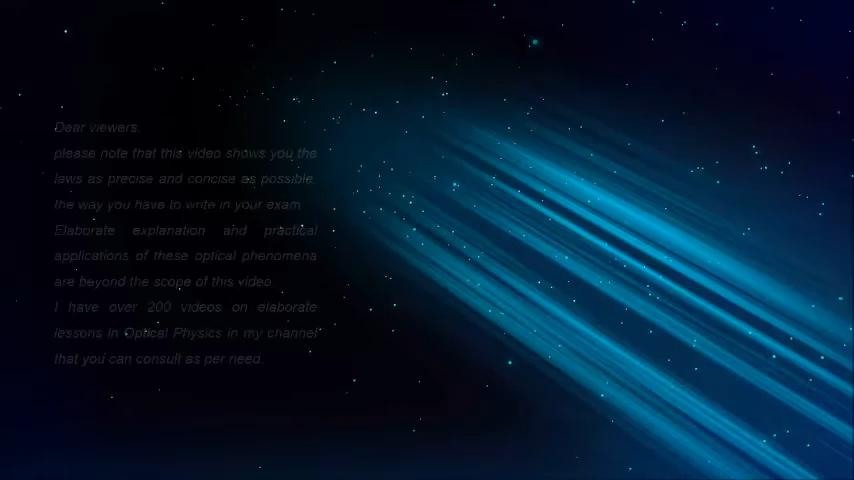 Dear viewers,
please note that this video shows you the
laws as precise and concise as possible,
the way you have to write in your exam.
Elaborate explanation and practical
applications of these optical phenomena
are beyond the scope of this video.
I have over 200 videos on elaborate
lessons in Optical Physics in my channel
that you can consult as per need.